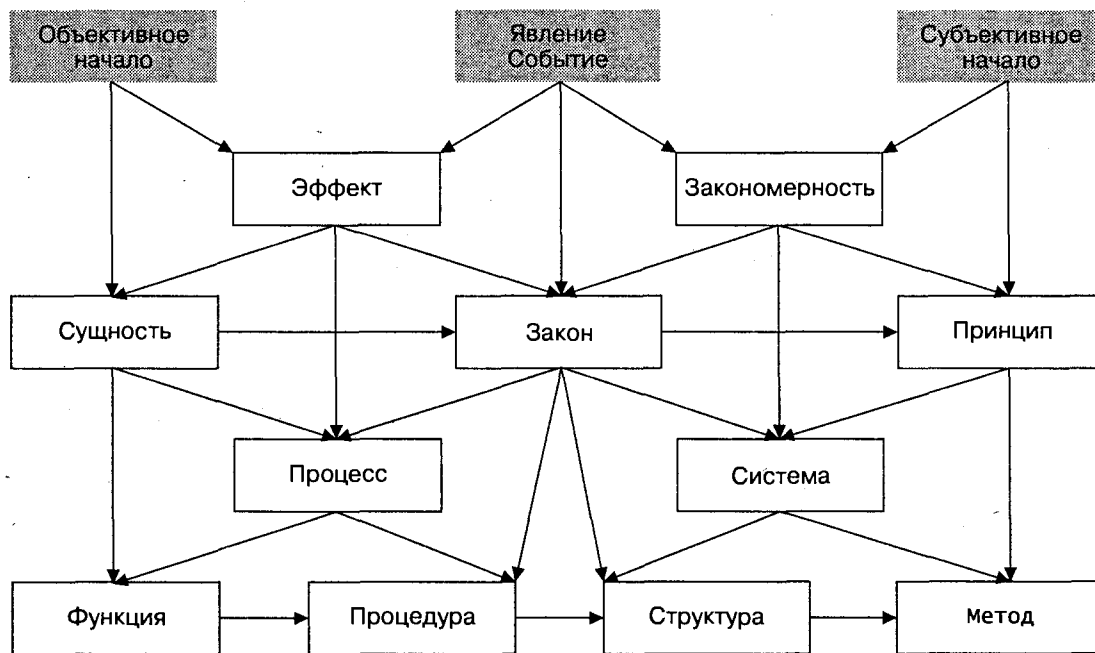 Объективное
начало
Явление
Событие
Субъективное
начало
Эффект
Закономерность
Сущность
Закон
Принцип
Процесс
Система
Функция
Процедура
Структура
Метод